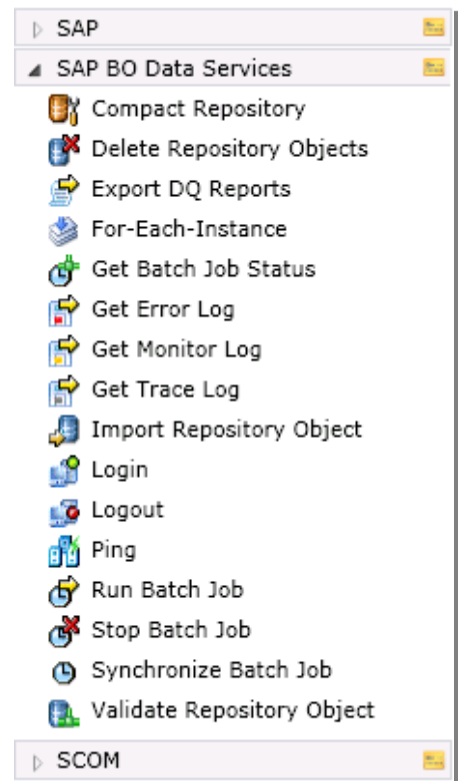 SAP
SAP BO Data Services
Compact Repository
Delete Repository Objects
Export DQ Reports
For-Each-Instance
Get Batch Job Status
Get Error Log
Get Monitor Log
Get Trace Log
Import Repository Object
Login
Logout
Ping
Run Batch Job
Stop Batch Job
Synchronize Batch Job
Validate Repository Object
SCOM